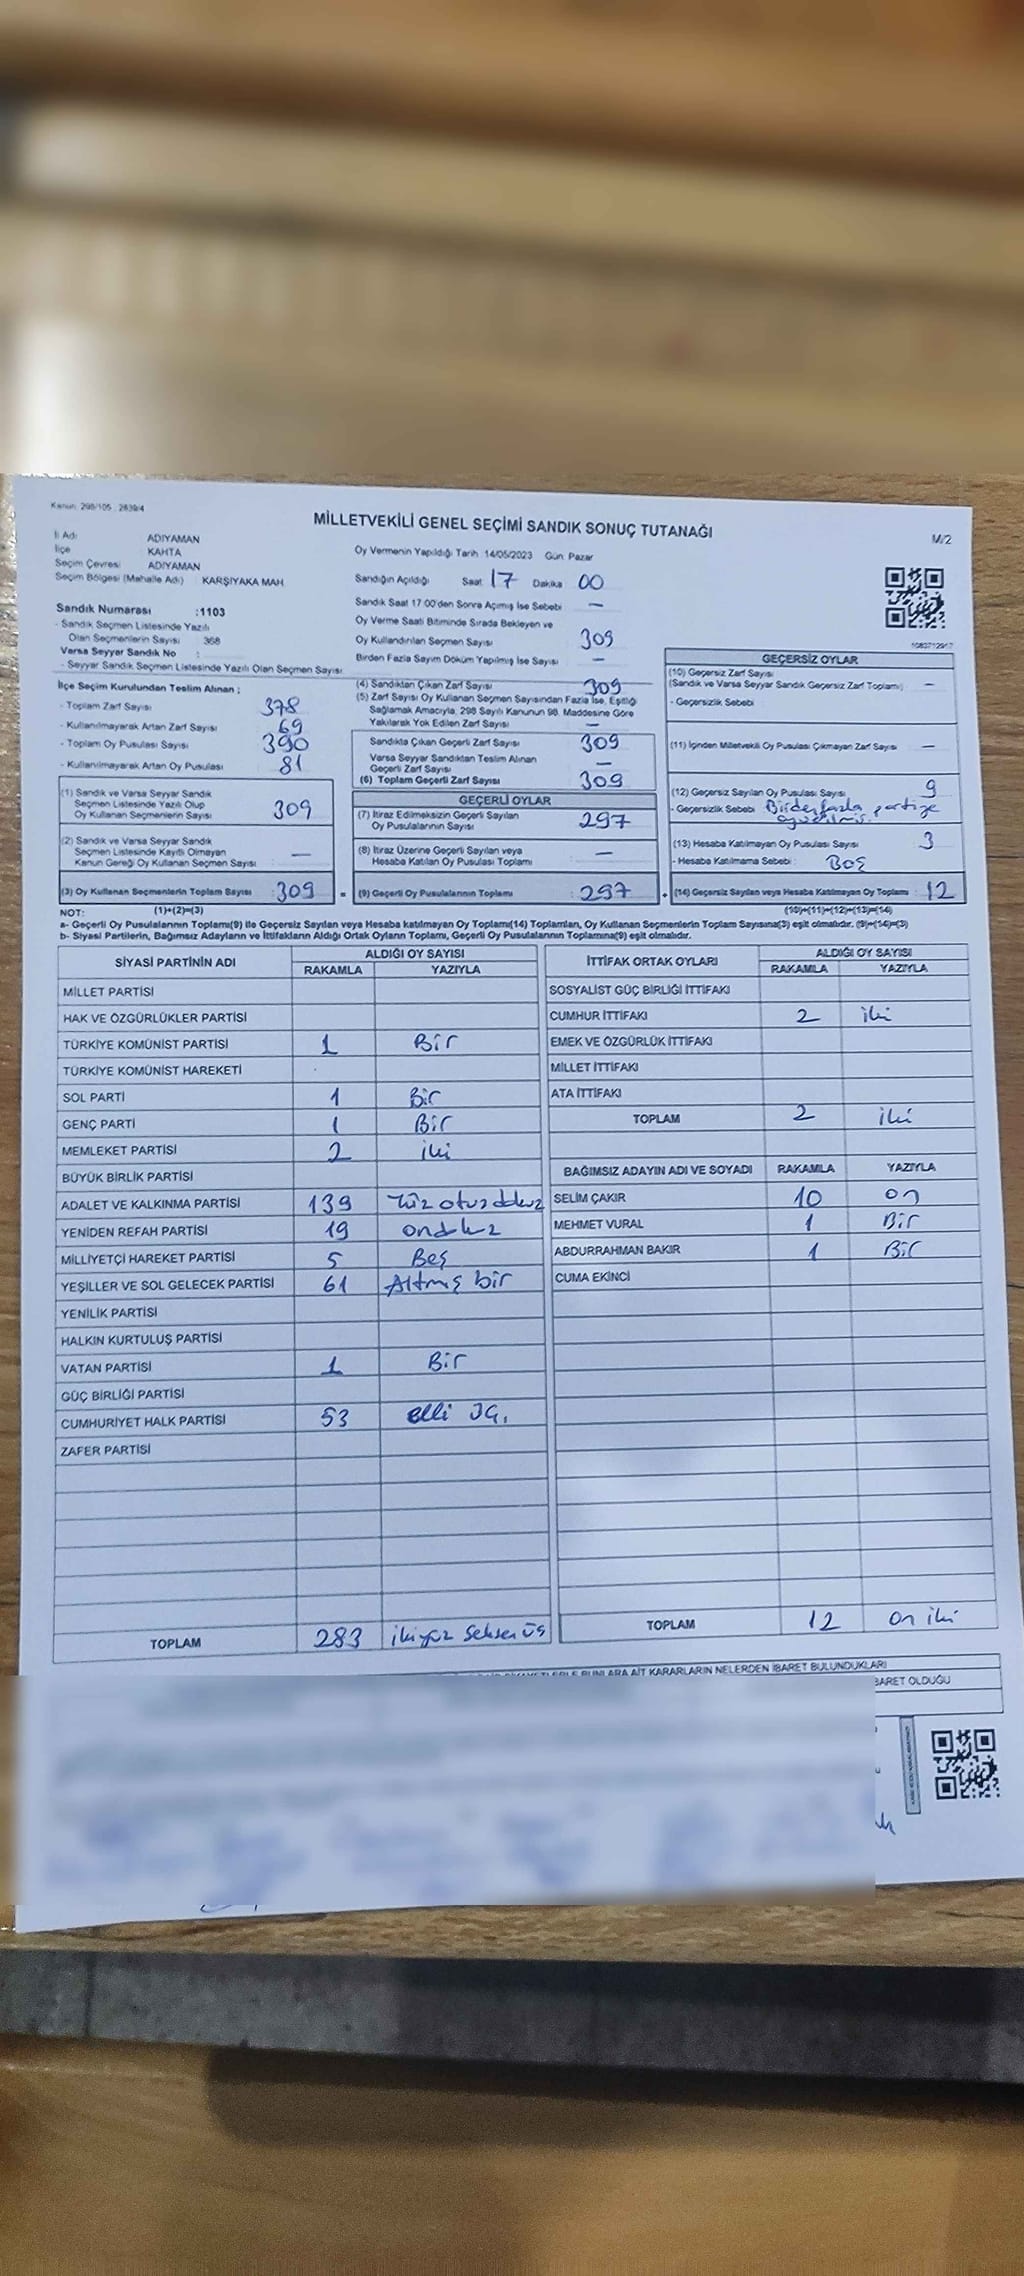 Kanun: 298/105 , 2839/4
MİLLETVEKİLİ GENEL SEÇİMİ SANDIK SONUÇ TUTANAĞI
M/2
İl Adı ADIYAMAN
İlçe KAHTA
Seçim Çevresi ADIYAMAN
Seçim Bölgesi (Mahalle Adı) KARŞIYAKA MAH
Sandık Numarası :1103
- Sandık Seçmen Listesinde Yazılı
Olan Seçmenlerin Sayısı 368
Varsa Seyyar Sandık No :
- Seyyar Sandık Seçmen Listesinde Yazılı Olan Seçmen Sayısı
Oy Vermenin Yapıldığı Tarih 14/05/2023 Gün: Pazar
Sandığın Açıldığı Saat 17 Dakika 00
Sandık Saat 17:00'den Sonra Açılmış İse Sebebi —
Oy Verme Saati Bitiminde Sırada Bekleyen ve
Oy Kullandırılan Seçmen Sayısı 309
Birden Fazla Sayım Döküm Yapılmış İse Sayısı —
İlçe Seçim Kurulundan Teslim Alınan ;
- Toplam Zarf Sayısı 378
- Kullanılmayarak Artan Zarf Sayısı 69
- Toplam Oy Pusulası Sayısı 390
- Kullanılmayarak Artan Oy Pusulası 81
(4) Sandıktan Çıkan Zarf Sayısı 309
(5) Zarf Sayısı Oy Kullanan Seçmen Sayısından Fazla İse, Eşitliği
Sağlamak Amacıyla, 298 Sayılı Kanunun 98. Maddesine Göre
Yakılarak Yok Edilen Zarf Sayısı —
Sandıkta Çıkan Geçerli Zarf Sayısı 309
Varsa Seyyar Sandıktan Teslim Alınan
Geçerli Zarf Sayısı —
(6) Toplam Geçerli Zarf Sayısı 309
GEÇERSİZ OYLAR
(10) Geçersiz Zarf Sayısı
(Sandık ve Varsa Seyyar Sandık Geçersiz Zarf Toplamı) —
- Geçersizlik Sebebi
(11) İçinden Milletvekili Oy Pusulası Çıkmayan Zarf Sayısı —
(12) Geçersiz Sayılan Oy Pusulası Sayısı 9
- Geçersizlik Sebebi Birden fazla partiye
(13) Hesaba Katılmayan Oy Pusulası Sayısı 3
- Hesaba Katılmama Sebebi : Boş
(1) Sandık ve Varsa Seyyar Sandık
Seçmen Listesinde Yazılı Olup
Oy Kullanan Seçmenlerin Sayısı 309
(2) Sandık ve Varsa Seyyar Sandık
Seçmen Listesinde Kayıtlı Olmayan
Kanun Gereği Oy Kullanan Seçmen Sayısı —
(3) Oy Kullanan Seçmenlerin Toplam Sayısı : 309
GEÇERLİ OYLAR
(7) İtiraz Edilmeksizin Geçerli Sayılan
Oy Pusulalarının Sayısı 297
(8) İtiraz Üzerine Geçerli Sayılan veya
Hesaba Katılan Oy Pusulası Toplamı —
(9) Geçerli Oy Pusulalarının Toplamı : 297
(14) Geçersiz Sayılan veya Hesaba Katılmayan Oy Toplamı : 12
NOT: (1)+(2)=(3) (10)+(11)+(12)+(13)=(14)
a- Geçerli Oy Pusulalarının Toplamı(9) ile Geçersiz Sayılan veya Hesaba katılmayan Oy Toplamı(14) Toplamları, Oy Kullanan Seçmenlerin Toplam Sayısına(3) eşit olmalıdır. (9)+(14)=(3)
b- Siyasi Partilerin, Bağımsız Adayların ve İttifakların Aldığı Ortak Oyların Toplamı, Geçerli Oy Pusulalarının Toplamına(9) eşit olmalıdır.
SİYASİ PARTİNİN ADI ALDIĞI OY SAYISI
RAKAMLA YAZIYLA
MİLLET PARTİSİ
HAK VE ÖZGÜRLÜKLER PARTİSİ
TÜRKİYE KOMÜNİST PARTİSİ 1 Bir
TÜRKİYE KOMÜNİST HAREKETİ
SOL PARTİ 1 Bir
GENÇ PARTİ 1 Bir
MEMLEKET PARTİSİ 2 iki
BÜYÜK BİRLİK PARTİSİ
ADALET VE KALKINMA PARTİSİ 139
YENİDEN REFAH PARTİSİ 19
MİLLİYETÇİ HAREKET PARTİSİ 5 Beş
YEŞİLLER VE SOL GELECEK PARTİSİ 61 Altmış bir
YENİLİK PARTİSİ
HALKIN KURTULUŞ PARTİSİ
VATAN PARTİSİ 1 Bir
GÜÇ BİRLİĞİ PARTİSİ
CUMHURİYET HALK PARTİSİ 53 elli üç.
ZAFER PARTİSİ
TOPLAM 283 ikiyüz seksen üç
İTTİFAK ORTAK OYLARI ALDIĞI OY SAYISI
RAKAMLA YAZIYLA
SOSYALİST GÜÇ BİRLİĞİ İTTİFAKI
CUMHUR İTTİFAKI 2 iki
EMEK VE ÖZGÜRLÜK İTTİFAKI
MİLLET İTTİFAKI
ATA İTTİFAKI
TOPLAM 2 iki
BAĞIMSIZ ADAYIN ADI VE SOYADI RAKAMLA YAZIYLA
SELİM ÇAKIR 10 on
MEHMET VURAL 1 Bir
ABDURRAHMAN BAKIR 1 Bir
CUMA EKİNCİ
TOPLAM 12 on iki
KARARLARIN NELERDEN İBARET BULUNDUKLARI
OLDUĞU